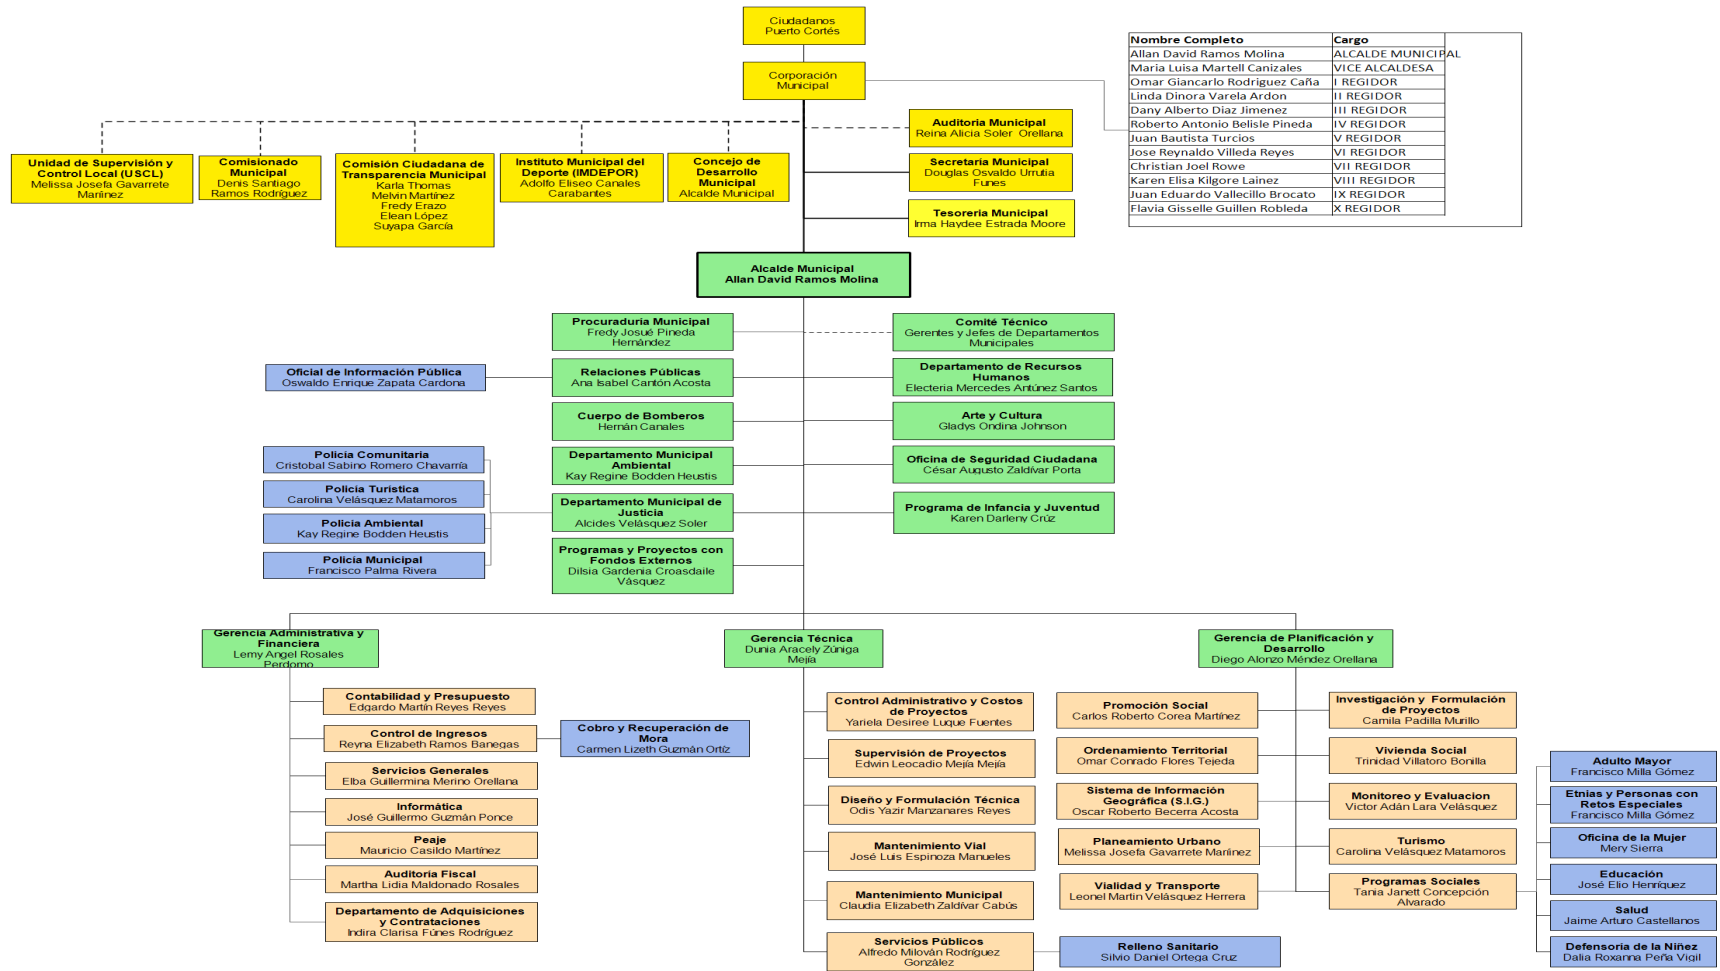 Ciudadanos
Puerto Cortés
Corporación
Municipal
Nombre Completo Cargo
Allan David Ramos Molina ALCALDE MUNICIPAL
Maria Luisa Martell Canizales VICE ALCALDESA
Omar Giancarlo Rodriguez Caña I REGIDOR
Linda Dinora Varela Ardon II REGIDOR
Dany Alberto Diaz Jimenez III REGIDOR
Roberto Antonio Belisle Pineda IV REGIDOR
Juan Bautista Turcios V REGIDOR
Jose Reynaldo Villeda Reyes VI REGIDOR
Christian Joel Rowe VII REGIDOR
Karen Elisa Kilgore Lainez VIII REGIDOR
Juan Eduardo Vallecillo Brocato IX REGIDOR
Flavia Gisselle Guillen Robleda X REGIDOR
Auditoria Municipal
Reina Alicia Soler Orellana
Secretaria Municipal
Douglas Osvaldo Urrutia
Funes
Tesoreria Municipal
Irma Haydee Estrada Moore
Unidad de Supervisión y
Control Local (USCL)
Melissa Josefa Gavarrete
Mariinez
Comisionado
Municipal
Denis Santiago
Ramos Rodríguez
Comisión Ciudadana de
Transparencia Municipal
Karla Thomas
Melvin Martínez
Fredy Erazo
Elean López
Suyapa García
Instituto Municipal del
Deporte (IMDEPOR)
Adolfo Eliseo Canales
Carabantes
Concejo de
Desarrollo
Municipal
Alcalde Municipal
Alcalde Municipal
Allan David Ramos Molina
Procuraduria Municipal
Fredy Josué Pineda
Hernández
Comité Técnico
Gerentes y Jefes de Departamentos
Municipales
Oficial de Información Pública
Oswaldo Enrique Zapata Cardona
Relaciones Públicas
Ana Isabel Cantón Acosta
Departamento de Recursos
Humanos
Electeria Mercedes Antúnez Santos
Cuerpo de Bomberos
Hernán Canales
Arte y Cultura
Gladys Ondina Johnson
Policía Comunitaria
Cristobal Sabino Romero Chavarría
Departamento Municipal
Ambiental
Kay Regine Bodden Heustis
Oficina de Seguridad Ciudadana
César Augusto Zaldívar Porta
Policía Turística
Carolina Velásquez Matamoros
Departamento Municipal de
Justicia
Alcides Velásquez Soler
Programa de Infancia y Juventud
Karen Darleny Crúz
Policía Ambiental
Kay Regine Bodden Heustis
Policía Municipal
Francisco Palma Rivera
Programas y Proyectos con
Fondos Externos
Dilsia Gardenia Croasdaile
Vásquez
Gerencia Administrativa y
Financiera
Lemy Angel Rosales
Perdomo
Gerencia Técnica
Dunia Aracely Zúniga
Mejía
Gerencia de Planificación y
Desarrollo
Diego Alonzo Méndez Orellana
Contabilidad y Presupuesto
Edgardo Martín Reyes Reyes
Control de Ingresos
Reyna Elizabeth Ramos Banegas
Cobro y Recuperación de
Mora
Carmen Lizeth Guzmán Ortíz
Servicios Generales
Elba Guillermina Merino Orellana
Informática
José Guillermo Guzmán Ponce
Peaje
Mauricio Casildo Martínez
Auditoria Fiscal
Martha Lidia Maldonado Rosales
Departamento de Adquisiciones
y Contrataciones
Indira Clarisa Fúnes Rodríguez
Control Administrativo y Costos
de Proyectos
Yariela Desiree Luque Fuentes
Supervisión de Proyectos
Edwin Leocadio Mejía Mejía
Diseño y Formulación Técnica
Odis Yazir Manzanares Reyes
Mantenimiento Vial
José Luis Espinoza Manueles
Mantenimiento Municipal
Claudia Elizabeth Zaldívar Cabús
Servicios Públicos
Alfredo Milován Rodríguez
González
Relleno Sanitario
Silvio Daniel Ortega Cruz
Promoción Social
Carlos Roberto Corea Martínez
Ordenamiento Territorial
Omar Conrado Flores Tejeda
Sistema de Información
Geográfica (S.I.G.)
Oscar Roberto Becerra Acosta
Planeamiento Urbano
Melissa Josefa Gavarrete Mariinez
Vialidad y Transporte
Leonel Martin Velásquez Herrera
Investigación y Formulación
de Proyectos
Camila Padilla Murillo
Vivienda Social
Trinidad Villatoro Bonilla
Monitoreo y Evaluacion
Victor Adán Lara Velásquez
Turismo
Carolina Velásquez Matamoros
Programas Sociales
Tania Janett Concepción
Alvarado
Adulto Mayor
Francisco Milla Gómez
Etnias y Personas con
Retos Especiales
Francisco Milla Gómez
Oficina de la Mujer
Mery Sierra
Educación
José Elio Henríquez
Salud
Jaime Arturo Castellanos
Defensoria de la Niñez
Dalia Roxanna Peña Vigil